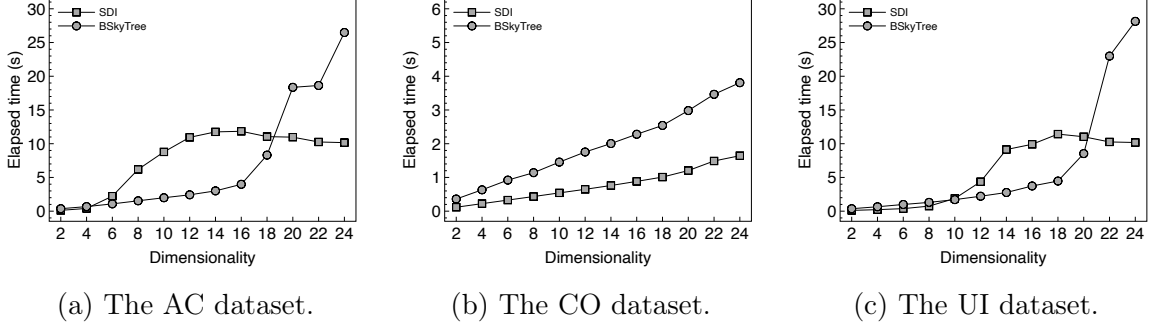 30
25
20
15
10
5
0
Elapsed time (s)
SDI
BSkyTree
2 4 6 8 10 12 14 16 18 20 22 24
Dimensionality
(a) The AC dataset.
6
5
4
3
2
1
0
Elapsed time (s)
SDI
BSkyTree
2 4 6 8 10 12 14 16 18 20 22 24
Dimensionality
(b) The CO dataset.
30
25
20
15
10
5
0
Elapsed time (s)
SDI
BSkyTree
2 4 6 8 10 12 14 16 18 20 22 24
Dimensionality
(c) The UI dataset.